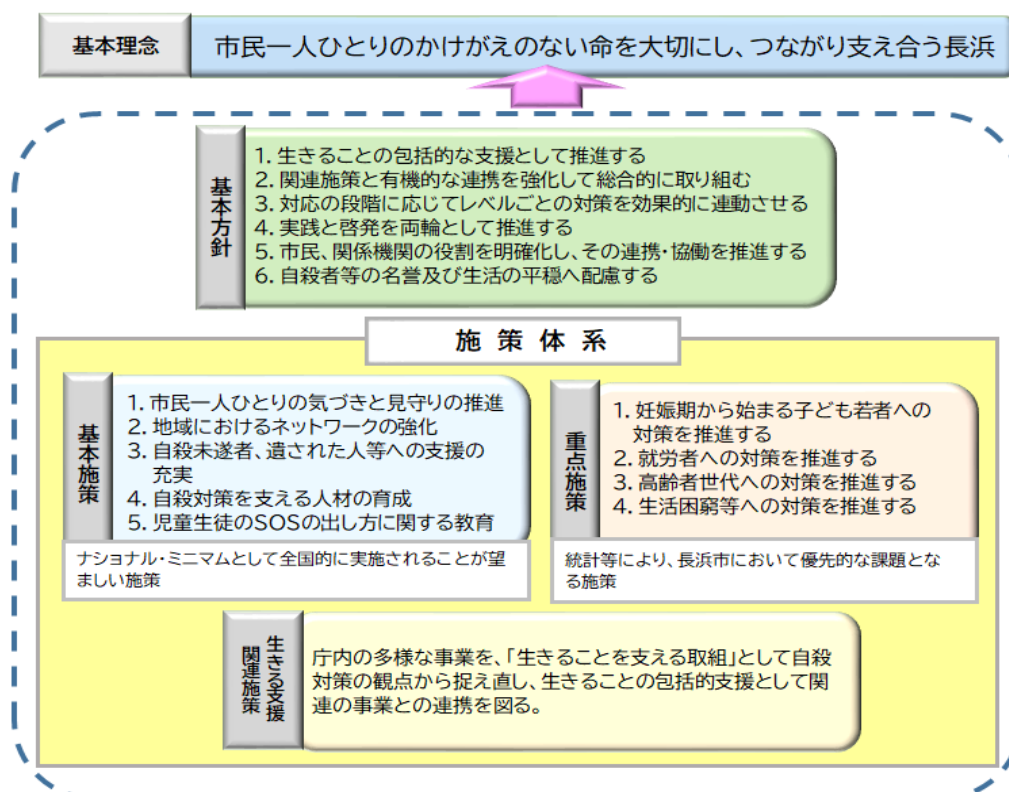 基本理念
市民一人ひとりのかけがえのない命を大切にし、つながり支え合う長浜
基本方針
1. 生きることの包括的な支援として推進する
2. 関連施策と有機的な連携を強化して総合的に取り組む
3. 対応の段階に応じてレベルごとの対策を効果的に連動させる
4. 実践と啓発を両輪として推進する
5. 市民、関係機関の役割を明確化し、その連携・協働を推進する
6. 自殺者等の名誉及び生活の平穏へ配慮する
施策体系
基本施策
1. 市民一人ひとりの気づきと見守りの推進
2. 地域におけるネットワークの強化
3. 自殺未遂者、遺された人等への支援の
充実
4. 自殺対策を支える人材の育成
5. 児童生徒のSOSの出し方に関する教育
ナショナル・ミニマムとして全国的に実施されることが望
ましい施策
重点施策
1. 妊娠期から始まる子ども若者への
対策を推進する
2. 就労者への対策を推進する
3. 高齢者世代への対策を推進する
4. 生活困窮等への対策を推進する
統計等により、長浜市において優先的な課題とな
る施策
生きる支援
関連施策
庁内の多様な事業を、「生きることを支える取組」として自殺
対策の観点から捉え直し、生きることの包括的支援として関
連の事業との連携を図る。